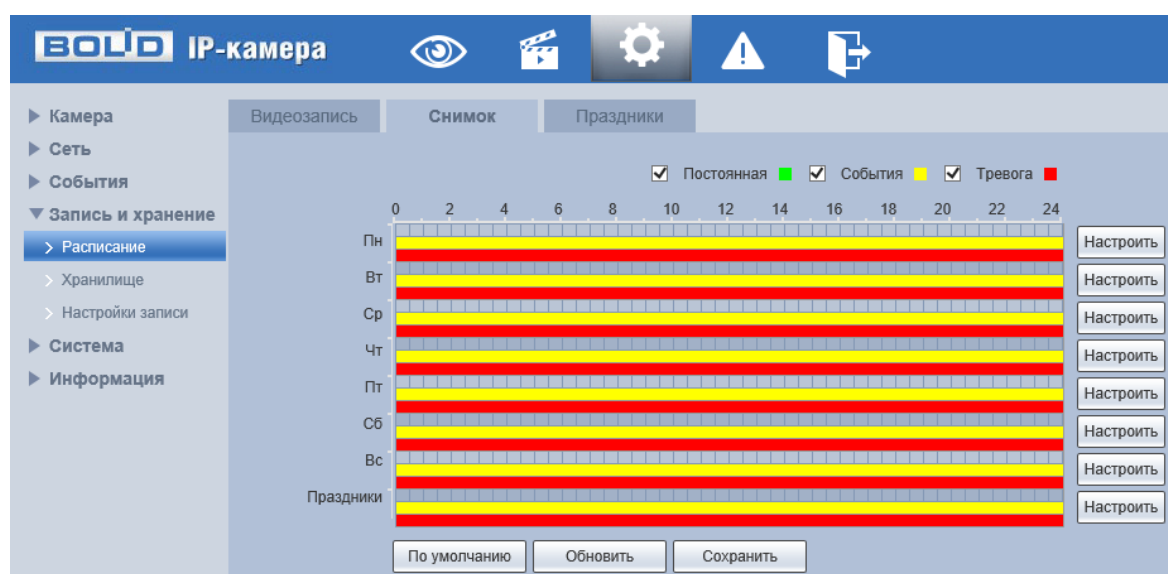 BOLID IP-камера
Камера
Сеть
События
Запись и хранение
Расписание
Хранилище
Настройки записи
Система
Информация
Видеозапись Снимок Праздники
Постоянная События Тревога
0 2 4 6 8 10 12 14 16 18 20 22 24
Пн Настроить
Вт Настроить
Ср Настроить
Чт Настроить
Пт Настроить
Сб Настроить
Вс Настроить
Праздники Настроить
По умолчанию Обновить Сохранить